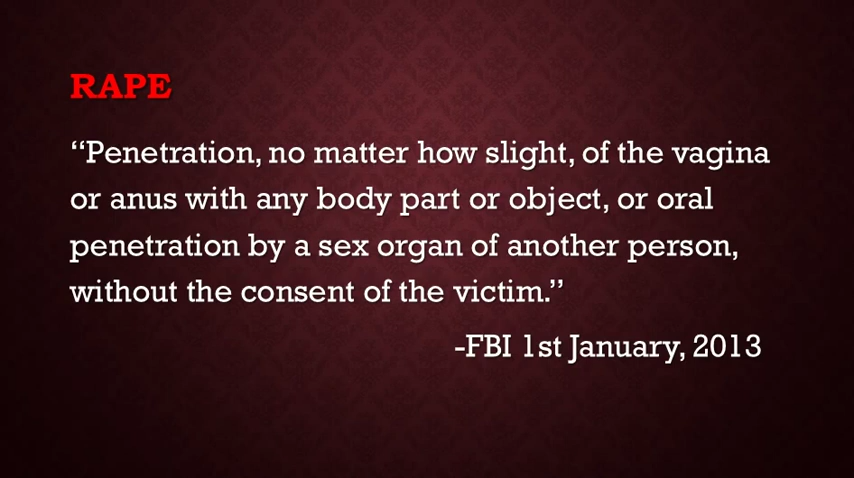 RAPE
“Penetration, no matter how slight, of the vagina
or anus with any body part or object, or oral
penetration by a sex organ of another person,
without the consent of the victim.”
-FBI 1st January, 2013